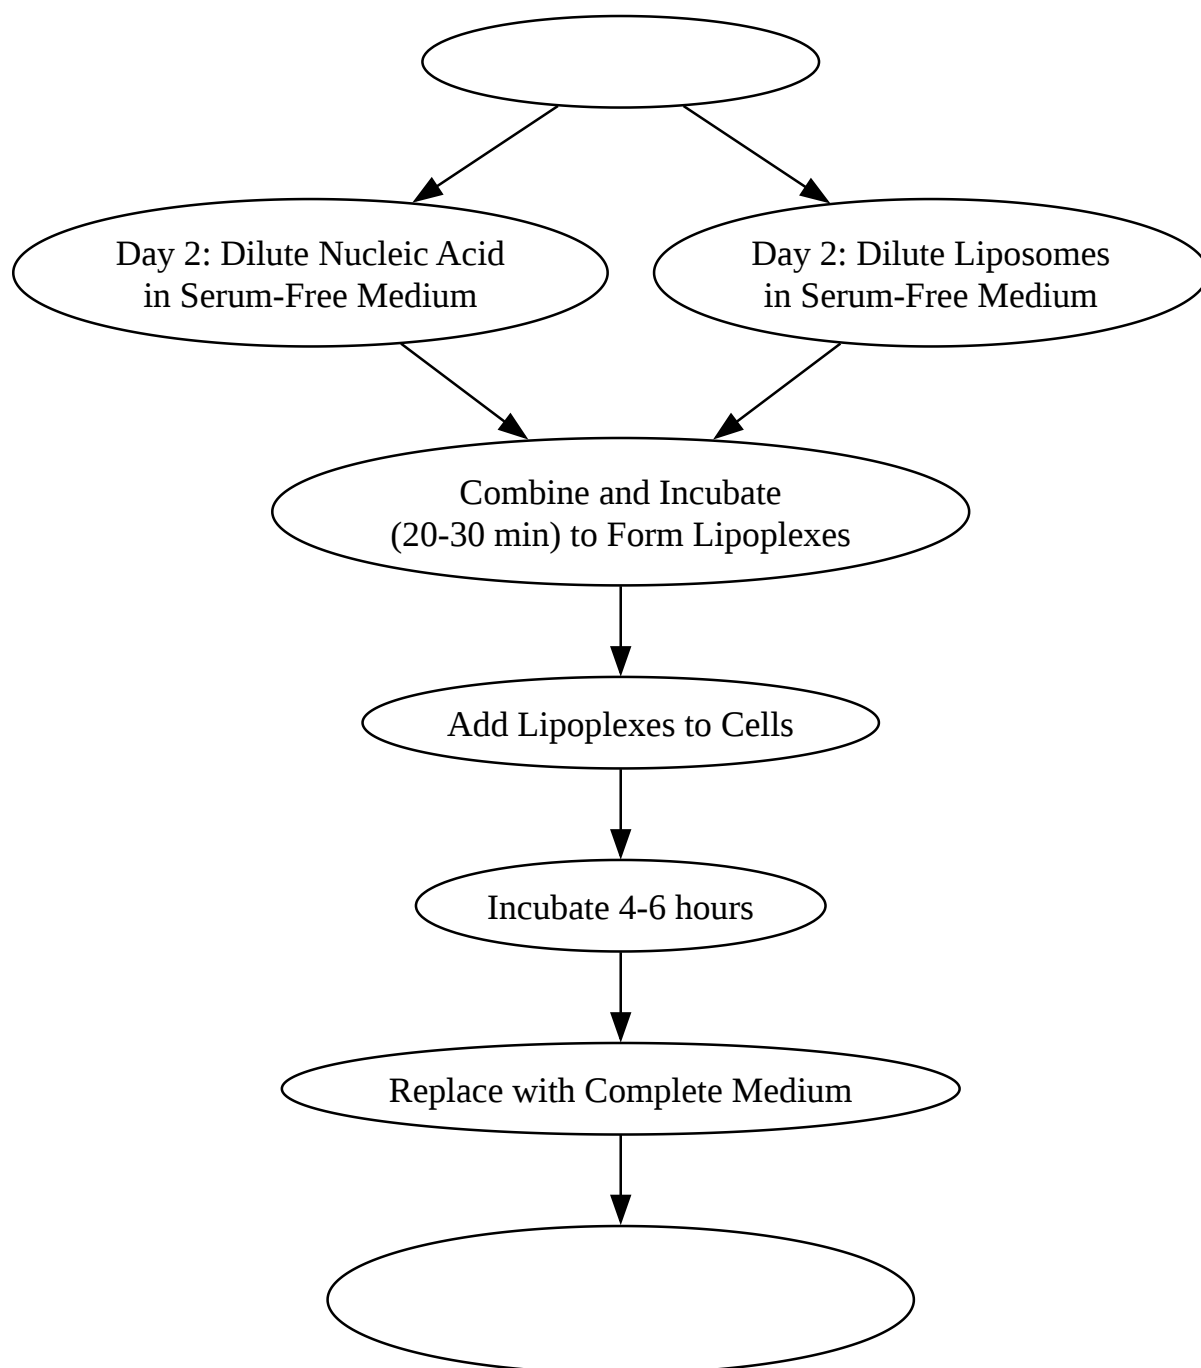 Day 2: Dilute Nucleic Acid
in Serum-Free Medium
Day 2: Dilute Liposomes
in Serum-Free Medium
Combine and Incubate
(20-30 min) to Form Lipoplexes
Add Lipoplexes to Cells
Incubate 4-6 hours
Replace with Complete Medium